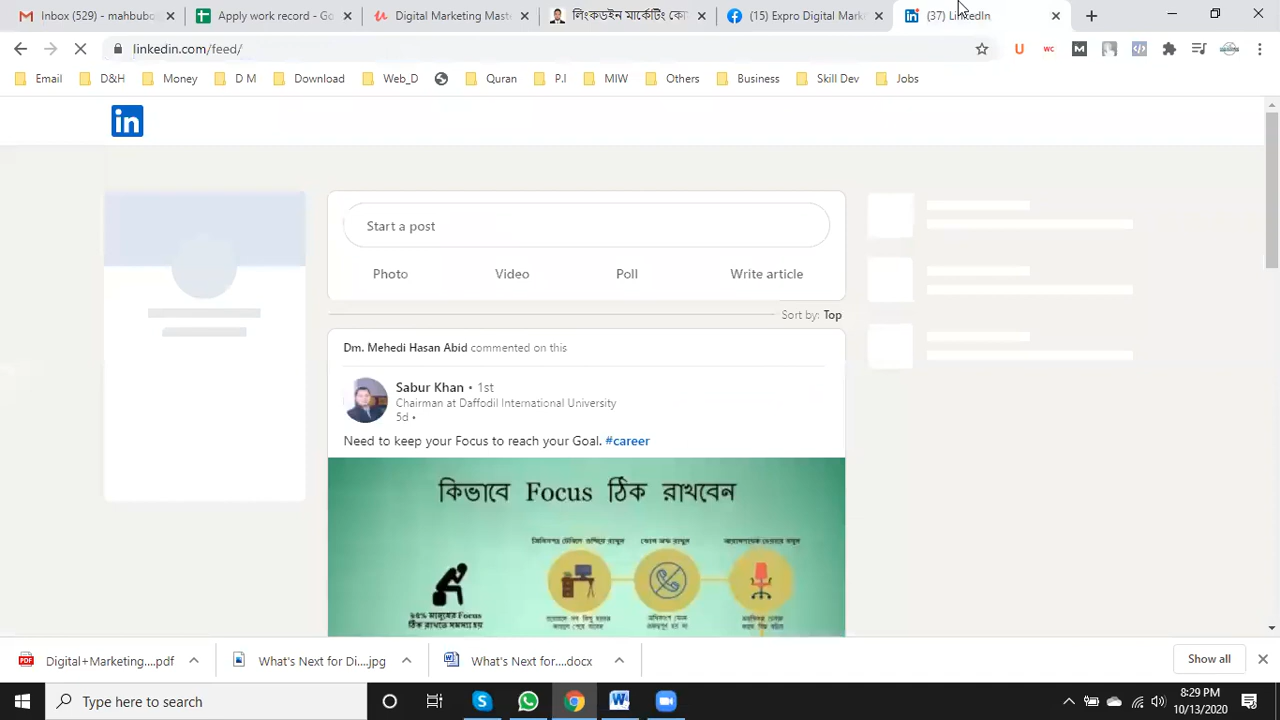 Inbox (529) - mahbubo
Apply work record - Go
Digital Marketing Mast
লিংকডইন মার্কেটিং কো
(15) Expro Digital Mark
(37) LinkedIn
linkedin.com/feed/
Email D&H Money D M Download Web_D Quran P.I MIW Others Business Skill Dev Jobs
in
Start a post
Photo Video Poll Write article
Sort by: Top
Dm. Mehedi Hasan Abid commented on this
Sabur Khan • 1st
Chairman at Daffodil International University
5d •
Need to keep your Focus to reach your Goal. #career
কিভাবে Focus ঠিক রাখবেন
Digital+Marketing....pdf
What's Next for Di...jpg
What's Next for....docx
Show all
Type here to search
8:29 PM
10/13/2020